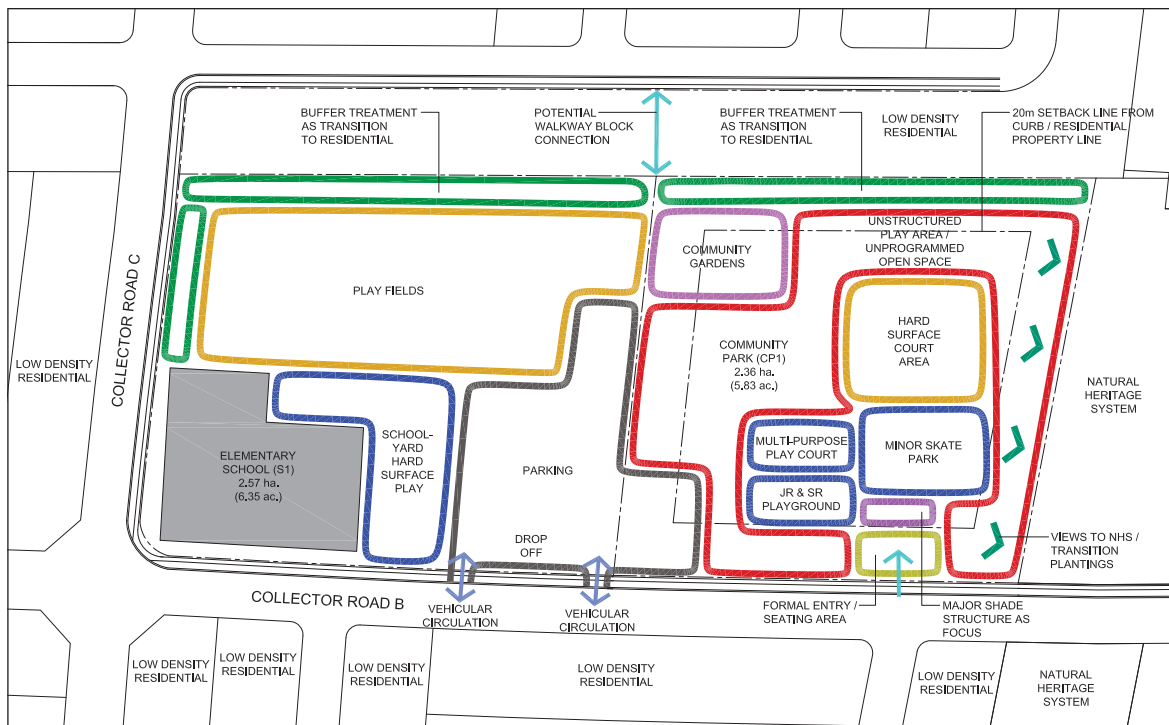 BUFFER TREATMENT
AS TRANSITION
TO RESIDENTIAL
POTENTIAL
WALKWAY BLOCK
CONNECTION
BUFFER TREATMENT
AS TRANSITION
TO RESIDENTIAL
LOW DENSITY
RESIDENTIAL
20m SETBACK LINE FROM
CURB / RESIDENTIAL
PROPERTY LINE
UNSTRUCTURED
PLAY AREA /
UNPROGRAMMED
OPEN SPACE
COMMUNITY
GARDENS
PLAY FIELDS
COLLECTOR ROAD C
LOW DENSITY
RESIDENTIAL
COMMUNITY
PARK (CP1)
2.36 ha.
(5.83 ac.)
HARD
SURFACE
COURT
AREA
NATURAL
HERITAGE
SYSTEM
ELEMENTARY
SCHOOL (S1)
2.57 ha.
(6.35 ac.)
SCHOOL-
YARD
HARD
SURFACE
PLAY
PARKING
MULTI-PURPOSE
PLAY COURT
MINOR SKATE
PARK
JR & SR
PLAYGROUND
DROP
OFF
VIEWS TO NHS /
TRANSITION
PLANTINGS
COLLECTOR ROAD B
VEHICULAR
CIRCULATION
VEHICULAR
CIRCULATION
FORMAL ENTRY /
SEATING AREA
MAJOR SHADE
STRUCTURE AS
FOCUS
LOW DENSITY
RESIDENTIAL
LOW DENSITY
RESIDENTIAL
LOW DENSITY
RESIDENTIAL
LOW DENSITY
RESIDENTIAL
LOW DENSITY
RESIDENTIAL
NATURAL
HERITAGE
SYSTEM